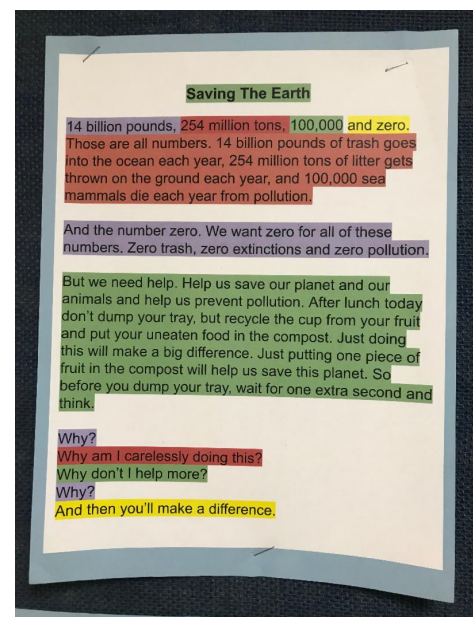 Saving The Earth
14 billion pounds, 254 million tons, 100,000 and zero.
Those are all numbers. 14 billion pounds of trash goes
into the ocean each year, 254 million tons of litter gets
thrown on the ground each year, and 100,000 sea
mammals die each year from pollution.
And the number zero. We want zero for all of these
numbers. Zero trash, zero extinctions and zero pollution.
But we need help. Help us save our planet and our
animals and help us prevent pollution. After lunch today
don't dump your tray, but recycle the cup from your fruit
and put your uneaten food in the compost. Just doing
this will make a big difference. Just putting one piece of
fruit in the compost will help us save this planet. So
before you dump your tray, wait for one extra second and
think.
Why?
Why am I carelessly doing this?
Why don't I help more?
Why?
And then you'll make a difference.